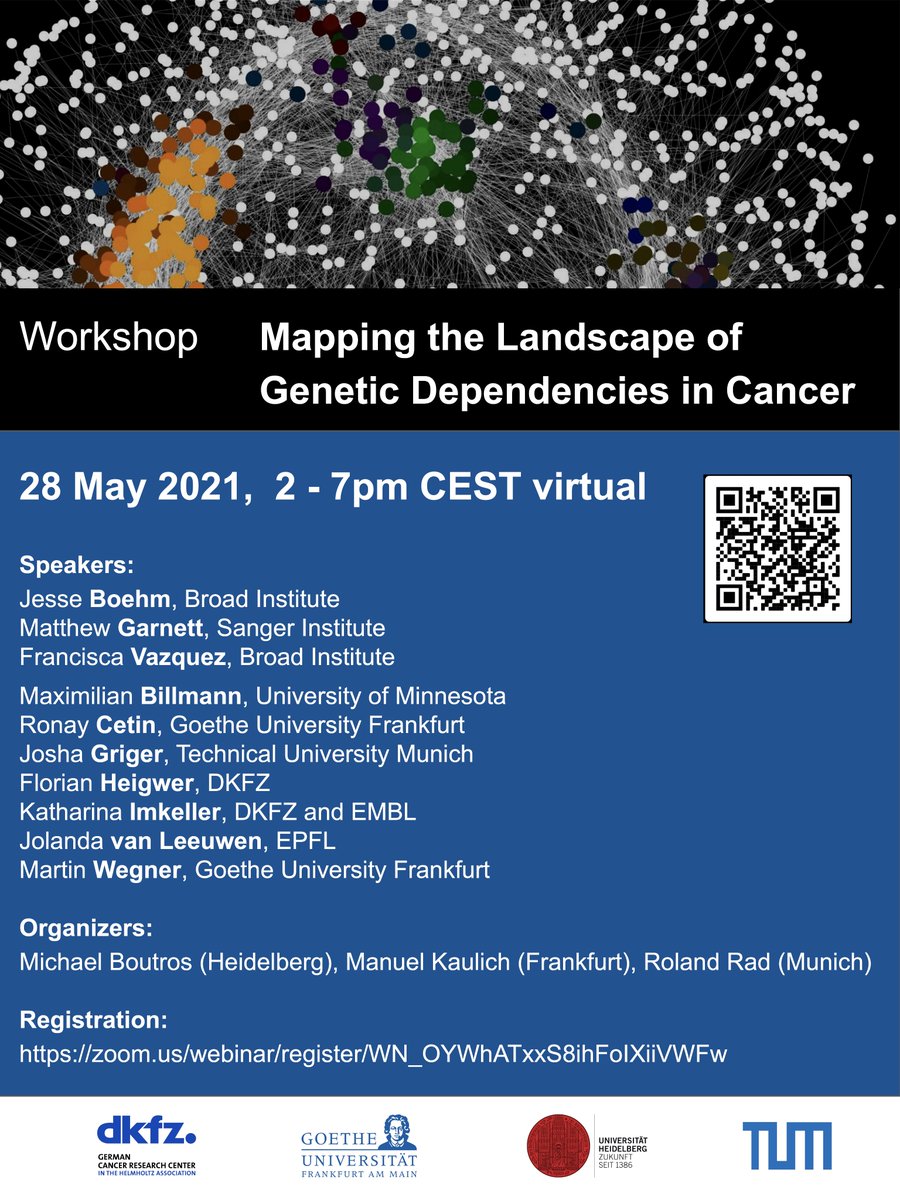 Workshop
Mapping the Landscape of
Genetic Dependencies in Cancer
28 May 2021, 2 - 7pm CEST virtual
Speakers:
Jesse Boehm, Broad Institute
Matthew Garnett, Sanger Institute
Francisca Vazquez, Broad Institute
Maximilian Billmann, University of Minnesota
Ronay Cetin, Goethe University Frankfurt
Josha Griger, Technical University Munich
Florian Heigwer, DKFZ
Katharina Imkeller, DKFZ and EMBL
Jolanda van Leeuwen, EPFL
Martin Wegner, Goethe University Frankfurt
Organizers:
Michael Boutros (Heidelberg), Manuel Kaulich (Frankfurt), Roland Rad (Munich)
Registration:
https://zoom.us/webinar/register/WN_OYWhATxxS8ihFoIXiiVWFw
dkfz.
GERMAN
CANCER RESEARCH CENTER
IN THE HELMHOLTZ ASSOCIATION
GOETHE
UNIVERSITÄT
FRANKFURT AM MAIN
UNIVERSITÄT
HEIDELBERG
ZUKUNFT
SEIT 1386
TUM